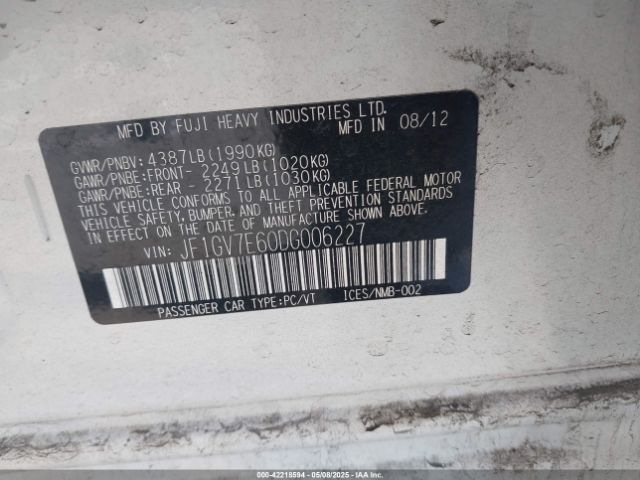 MFD BY FUJI HEAVY INDUSTRIES LTD.
MFD IN 08/12
GVWR/PNBV: 4387LB(1990KG)
GAWR/PNBE:FRONT- 2249LB(1020KG)
GAWR/PNBE:REAR - 2271LB(1030KG)
THIS VEHICLE CONFORMS TO ALL APPLICABLE FEDERAL MOTOR
VEHICLE SAFETY, BUMPER, AND THEFT PREVENTION STANDARDS
IN EFFECT ON THE DATE OF MANUFACTURE SHOWN ABOVE.
VIN: JF1GV7E60DG006227
PASSENGER CAR TYPE:PC/VT ICES/NMB-002
000-42218594 - 05/08/2025 - IAA Inc.